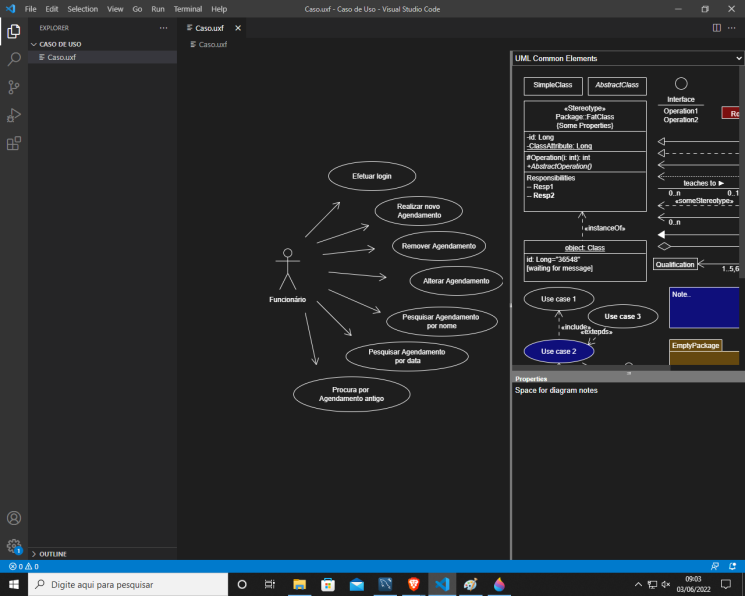 File Edit Selection View Go Run Terminal Help
Caso.uxf - Caso de Uso - Visual Studio Code
EXPLORER
CASO DE USO
Caso.uxf
OUTLINE
Caso.uxf
Caso.uxf
Efetuar login
Realizar novo
Agendamento
Remover Agendamento
Alterar Agendamento
Funcionário
Pesquisar Agendamento
por nome
Pesquisar Agendamento
por data
Procura por
Agendamento antigo
UML Common Elements
SimpleClass
AbstractClass
«Stereotype»
Package::FatClass
{Some Properties}
-id: Long
-ClassAttribute: Long
#Operation(i: int): int
+AbstractOperation()
Responsibilities
-- Resp1
-- Resp2
«instanceOf»
object: Class
id: Long="36548"
[waiting for message]
Use case 1
Use case 3
«include»
Use case 2
Interface
Operation1
Operation2
Re
teaches to ►
0..n 0..1
«someStereotype»
0..n
Qualification
1..5,6
Note..
EmptyPackage
Properties
Space for diagram notes
0 0
1
Digite aqui para pesquisar
09:03
03/06/2022